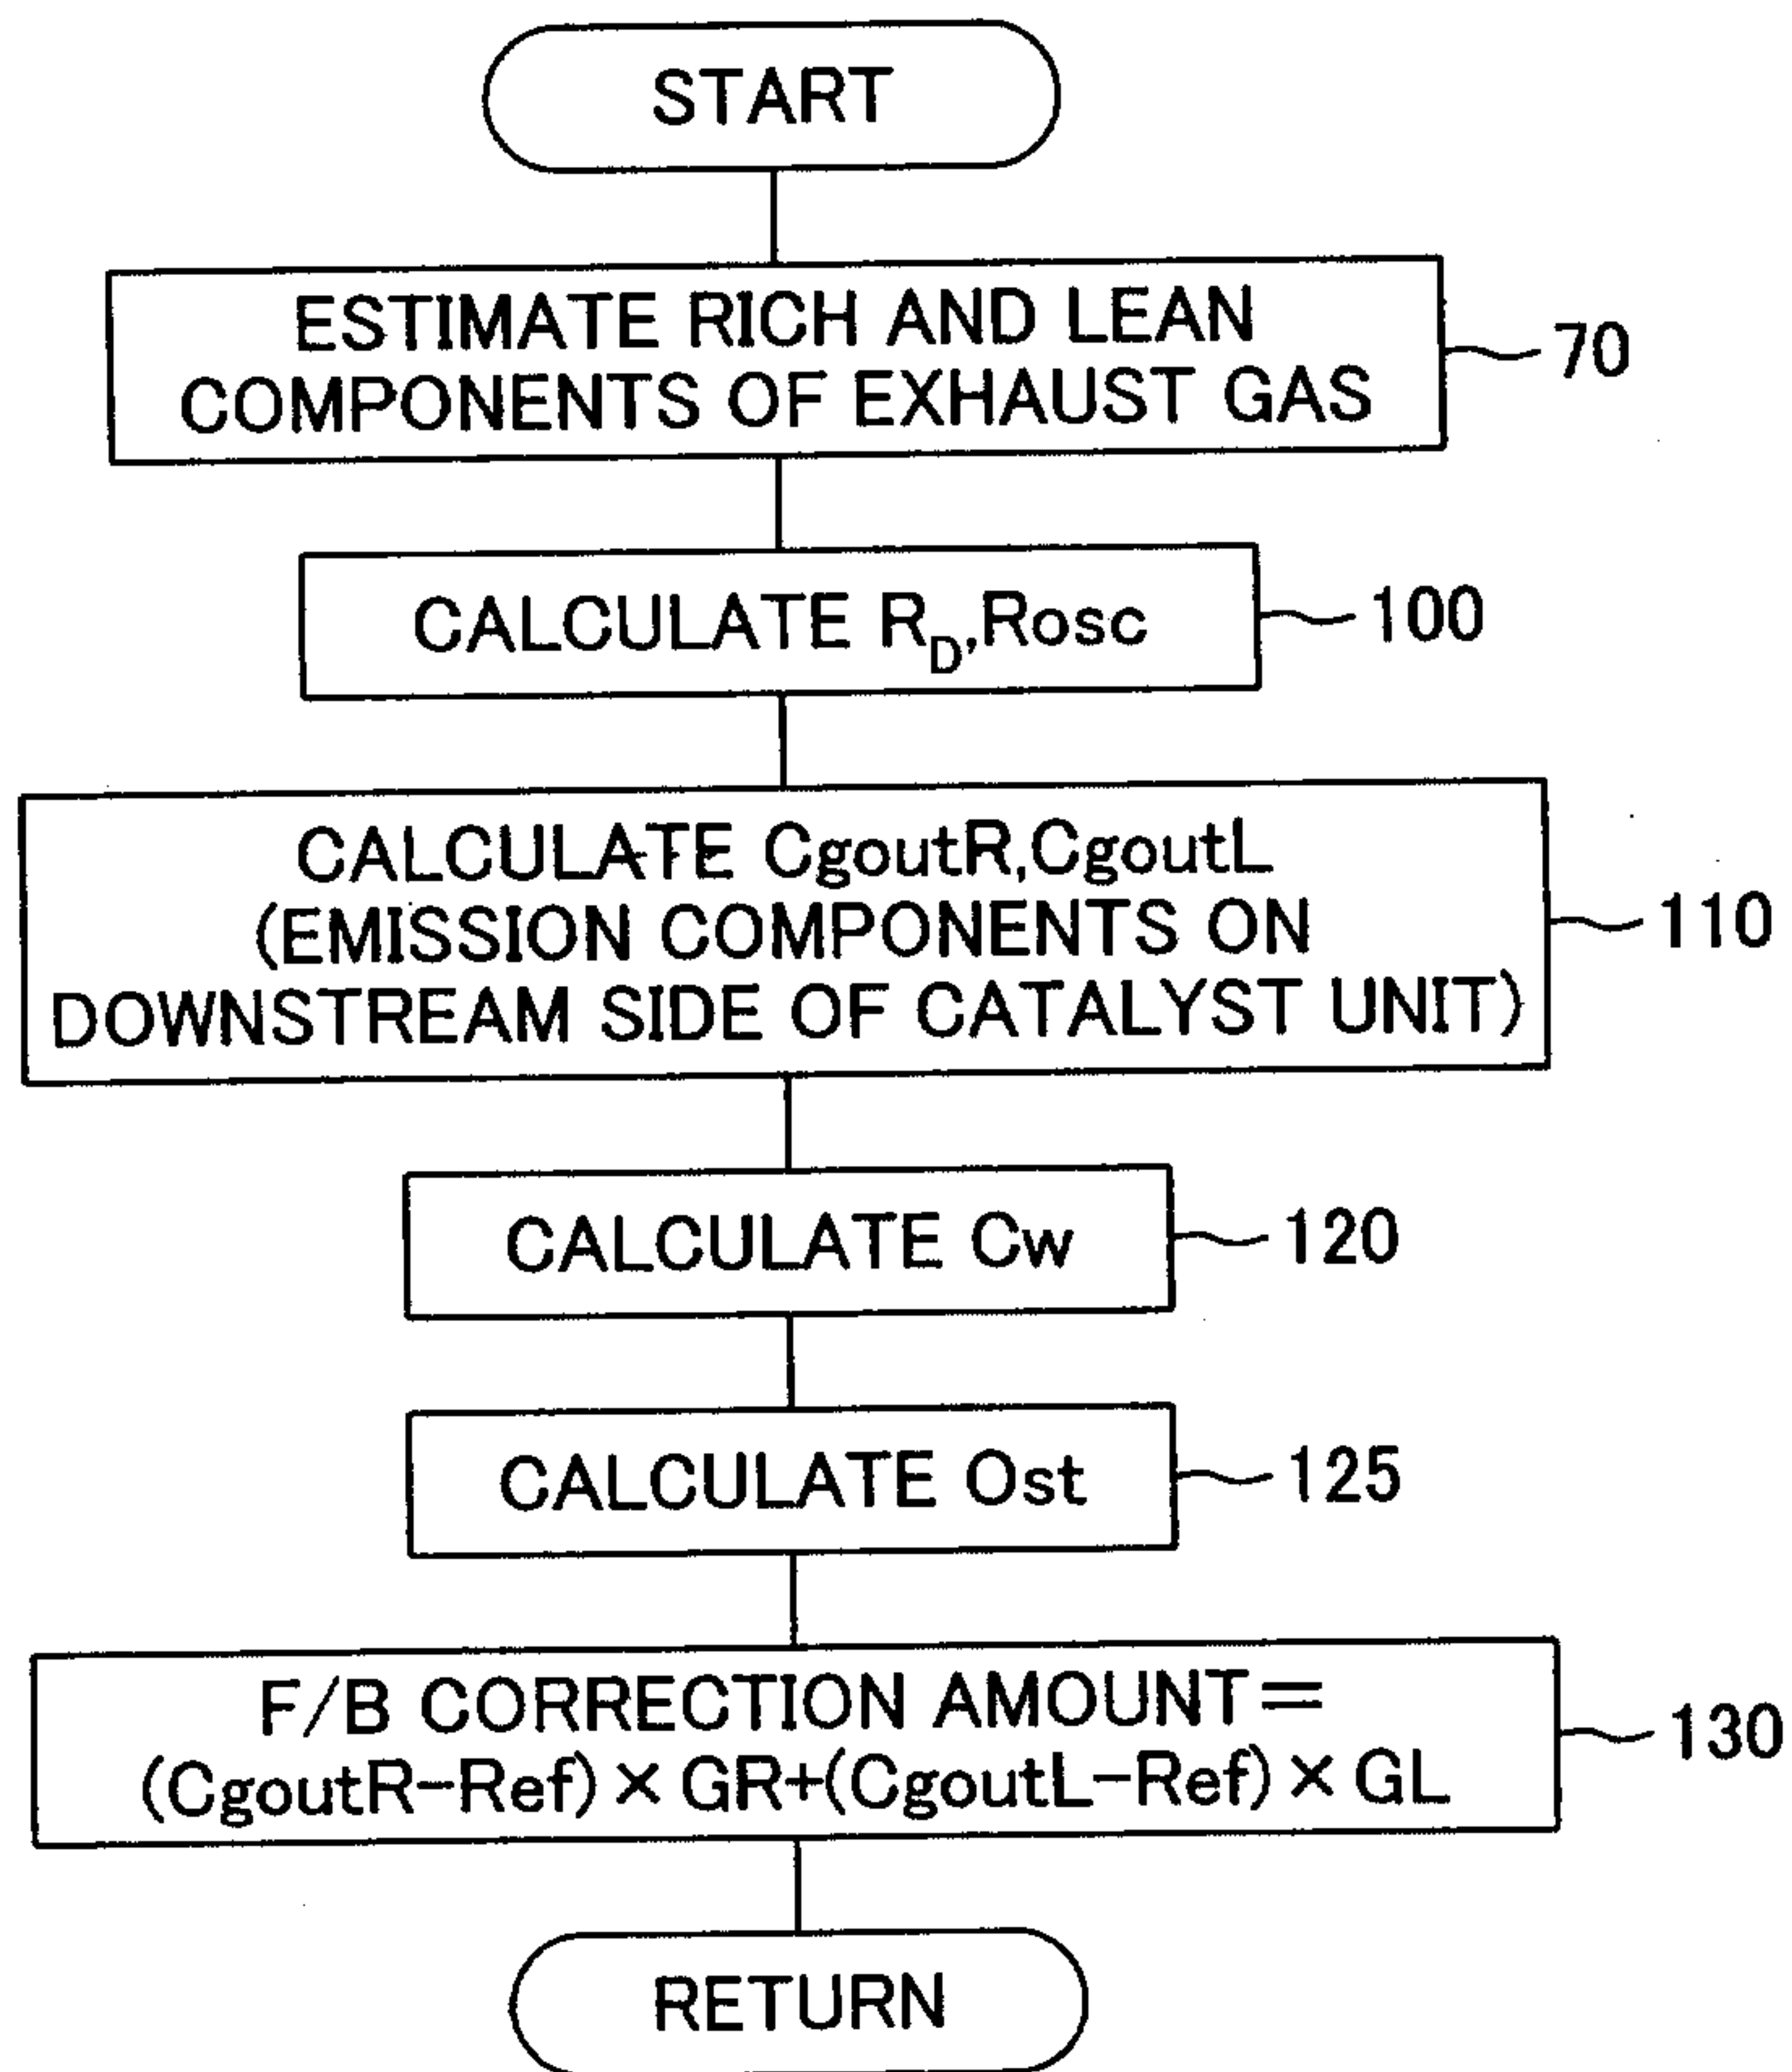 START
ESTIMATE RICH AND LEAN
COMPONENTS OF EXHAUST GAS
70
CALCULATE R_D,Rosc
100
CALCULATE CgoutR,CgoutL
(EMISSION COMPONENTS ON
DOWNSTREAM SIDE OF CATALYST UNIT)
110
CALCULATE Cw
120
CALCULATE Ost
125
F/B CORRECTION AMOUNT=
(CgoutR-Ref)×GR+(CgoutL-Ref)×GL
130
RETURN